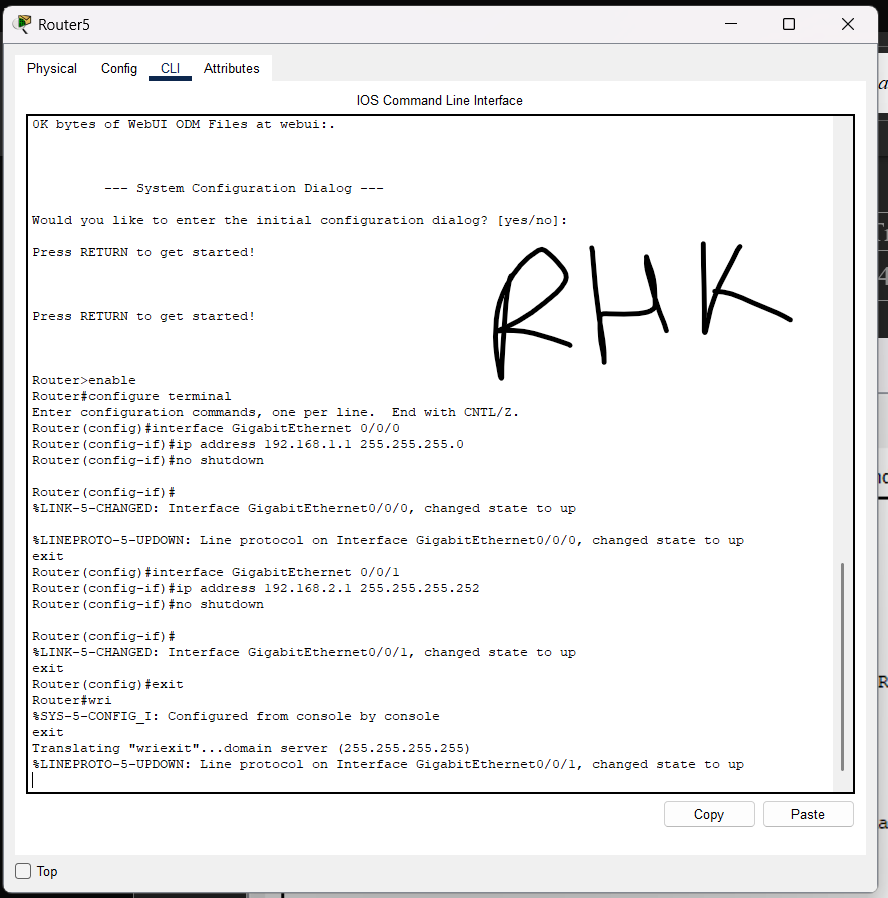 Router5
Physical Config CLI Attributes
IOS Command Line Interface
0K bytes of WebUI ODM Files at webui:.
--- System Configuration Dialog ---
Would you like to enter the initial configuration dialog? [yes/no]:
Press RETURN to get started!
RHK
Press RETURN to get started!
Router>enable
Router#configure terminal
Enter configuration commands, one per line.  End with CNTL/Z.
Router(config)#interface GigabitEthernet 0/0/0
Router(config-if)#ip address 192.168.1.1 255.255.255.0
Router(config-if)#no shutdown
Router(config-if)#
%LINK-5-CHANGED: Interface GigabitEthernet0/0/0, changed state to up
%LINEPROTO-5-UPDOWN: Line protocol on Interface GigabitEthernet0/0/0, changed state to up
exit
Router(config)#interface GigabitEthernet 0/0/1
Router(config-if)#ip address 192.168.2.1 255.255.255.252
Router(config-if)#no shutdown
Router(config-if)#
%LINK-5-CHANGED: Interface GigabitEthernet0/0/1, changed state to up
exit
Router(config)#exit
Router#wri
%SYS-5-CONFIG_I: Configured from console by console
exit
Translating "wriexit"...domain server (255.255.255.255)
%LINEPROTO-5-UPDOWN: Line protocol on Interface GigabitEthernet0/0/1, changed state to up
Copy Paste
Top